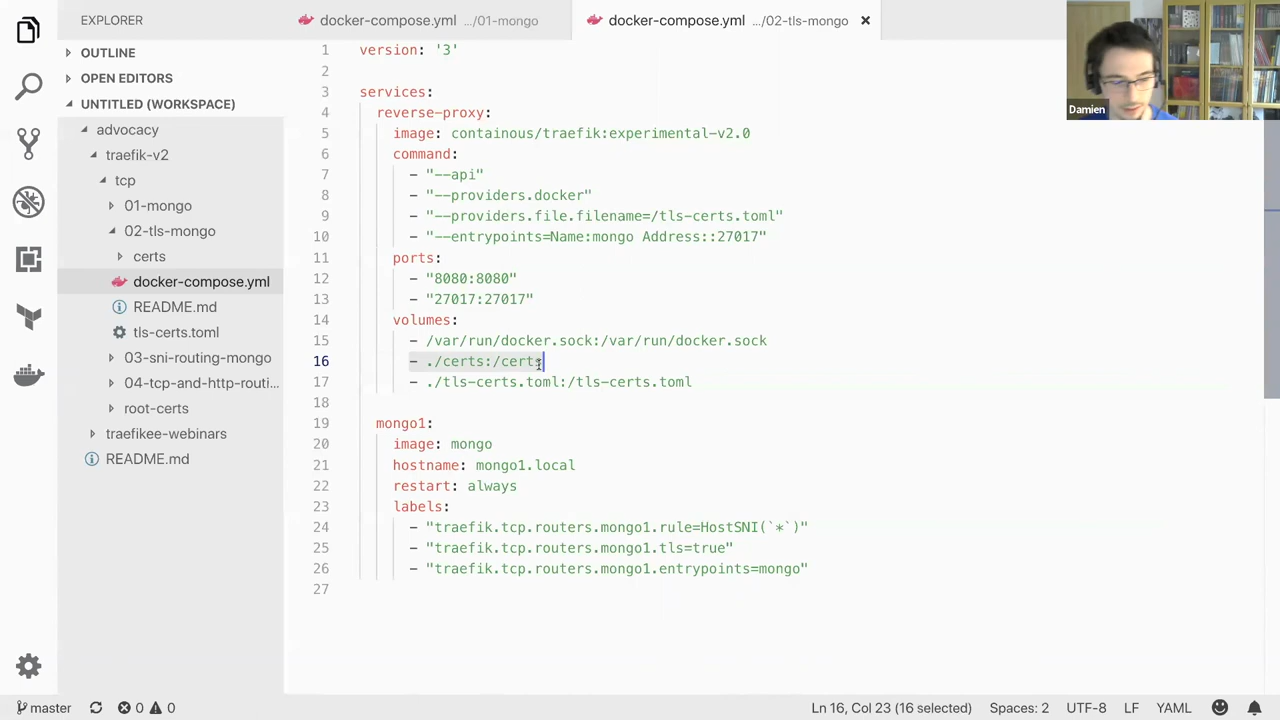 EXPLORER
docker-compose.yml .../01-mongo
docker-compose.yml .../02-tls-mongo
OUTLINE
OPEN EDITORS
UNTITLED (WORKSPACE)
advocacy
traefik-v2
tcp
01-mongo
02-tls-mongo
certs
docker-compose.yml
README.md
tls-certs.toml
03-sni-routing-mongo
04-tcp-and-http-routi...
root-certs
traefikee-webinars
README.md
1 version: '3'
2
3 services:
4 reverse-proxy:
5 image: containous/traefik:experimental-v2.0
6 command:
7 - "--api"
8 - "--providers.docker"
9 - "--providers.file.filename=/tls-certs.toml"
10 - "--entrypoints=Name:mongo Address::27017"
11 ports:
12 - "8080:8080"
13 - "27017:27017"
14 volumes:
15 - /var/run/docker.sock:/var/run/docker.sock
16 - ./certs:/certs
17 - ./tls-certs.toml:/tls-certs.toml
18
19 mongo1:
20 image: mongo
21 hostname: mongo1.local
22 restart: always
23 labels:
24 - "traefik.tcp.routers.mongo1.rule=HostSNI(`*`)"
25 - "traefik.tcp.routers.mongo1.tls=true"
26 - "traefik.tcp.routers.mongo1.entrypoints=mongo"
27
Damien
master 0 0 Ln 16, Col 23 (16 selected) Spaces: 2 UTF-8 LF YAML